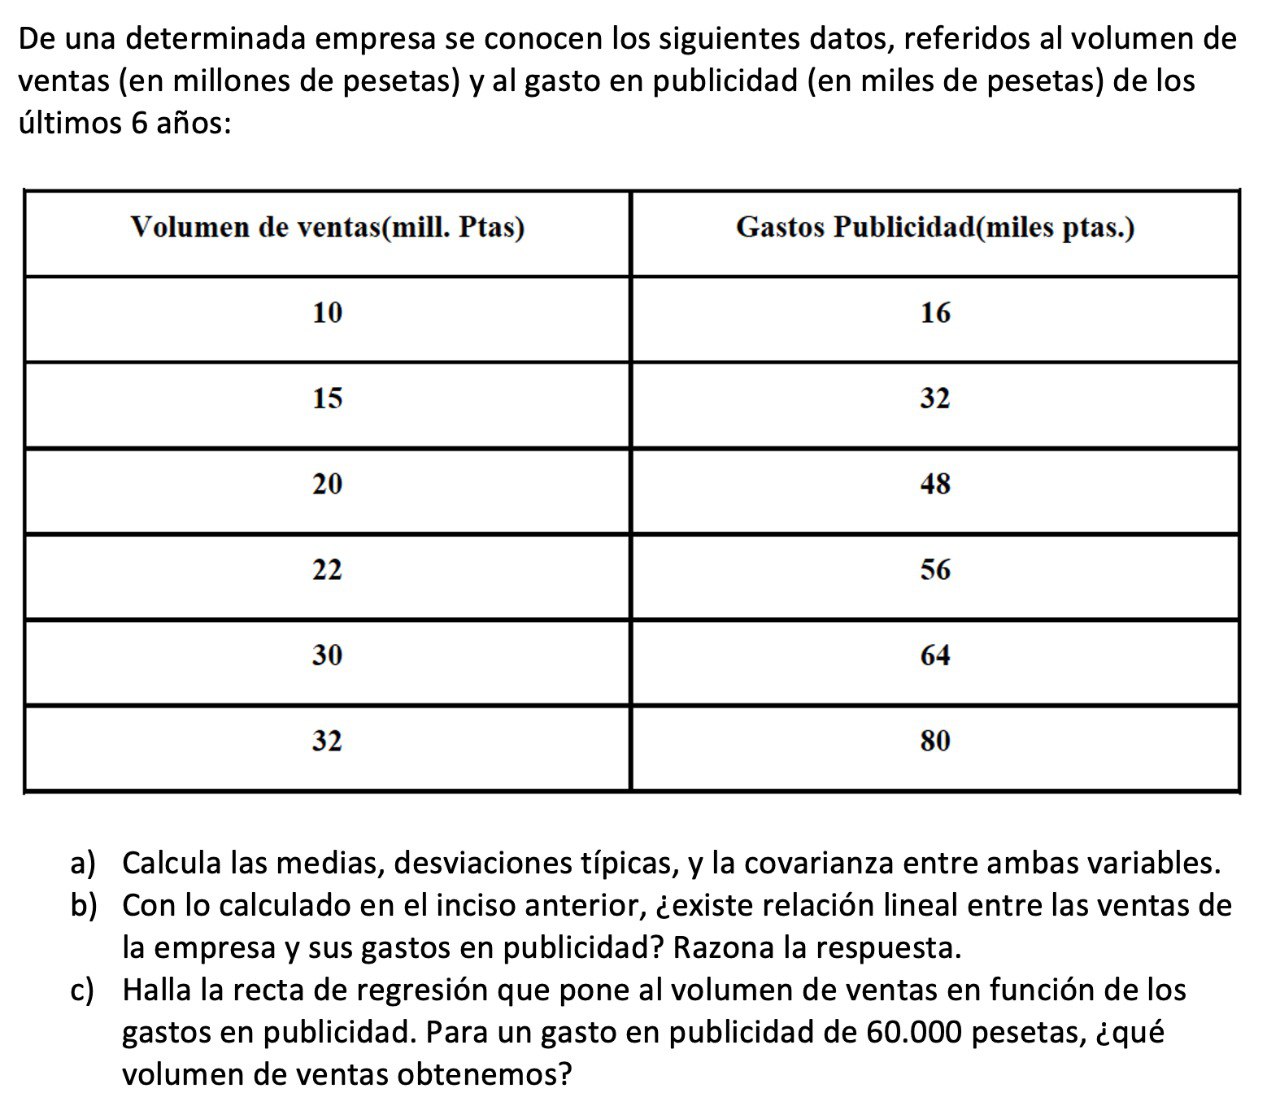 De una determinada empresa se conocen los siguientes datos, referidos al volumen de
ventas (en millones de pesetas) y al gasto en publicidad (en miles de pesetas) de los
últimos 6 años:
Volumen de ventas(mill. Ptas) Gastos Publicidad(miles ptas.)
10 16
15 32
20 48
22 56
30 64
32 80
a) Calcula las medias, desviaciones típicas, y la covarianza entre ambas variables.
b) Con lo calculado en el inciso anterior, ¿existe relación lineal entre las ventas de
la empresa y sus gastos en publicidad? Razona la respuesta.
c) Halla la recta de regresión que pone al volumen de ventas en función de los
gastos en publicidad. Para un gasto en publicidad de 60.000 pesetas, ¿qué
volumen de ventas obtenemos?